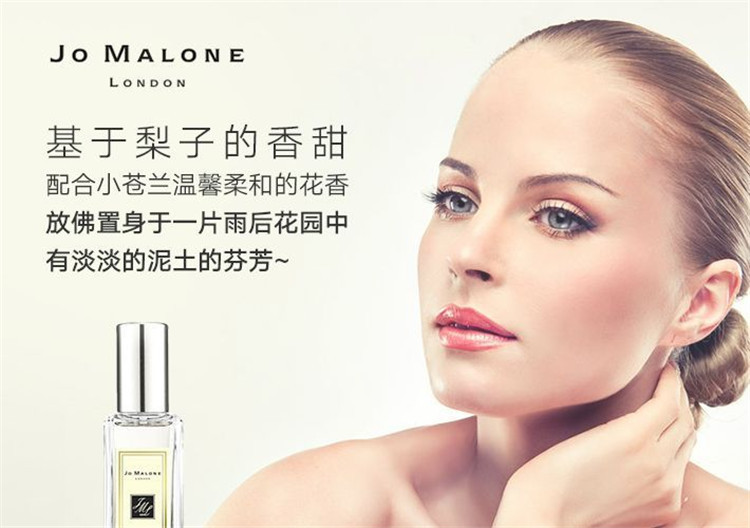 JO MALONE
LONDON
基于梨子的香甜
配合小苍兰温馨柔和的花香
放佛置身于一片雨后花园中
有淡淡的泥土的芬芳~
JO MALONE
LONDON